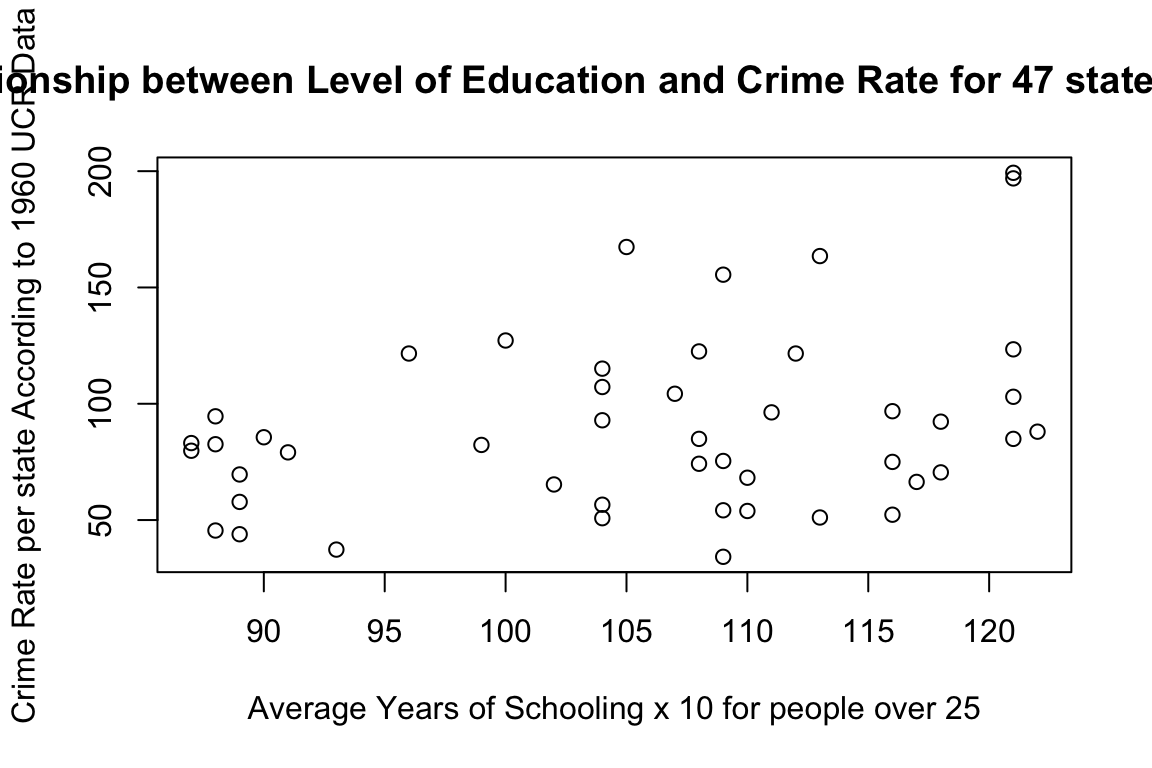 ionship between Level of Education and Crime Rate for 47 state
Crime Rate per state According to 1960 UCR Data
200
150
100
50
90 95 100 105 110 115 120
Average Years of Schooling x 10 for people over 25